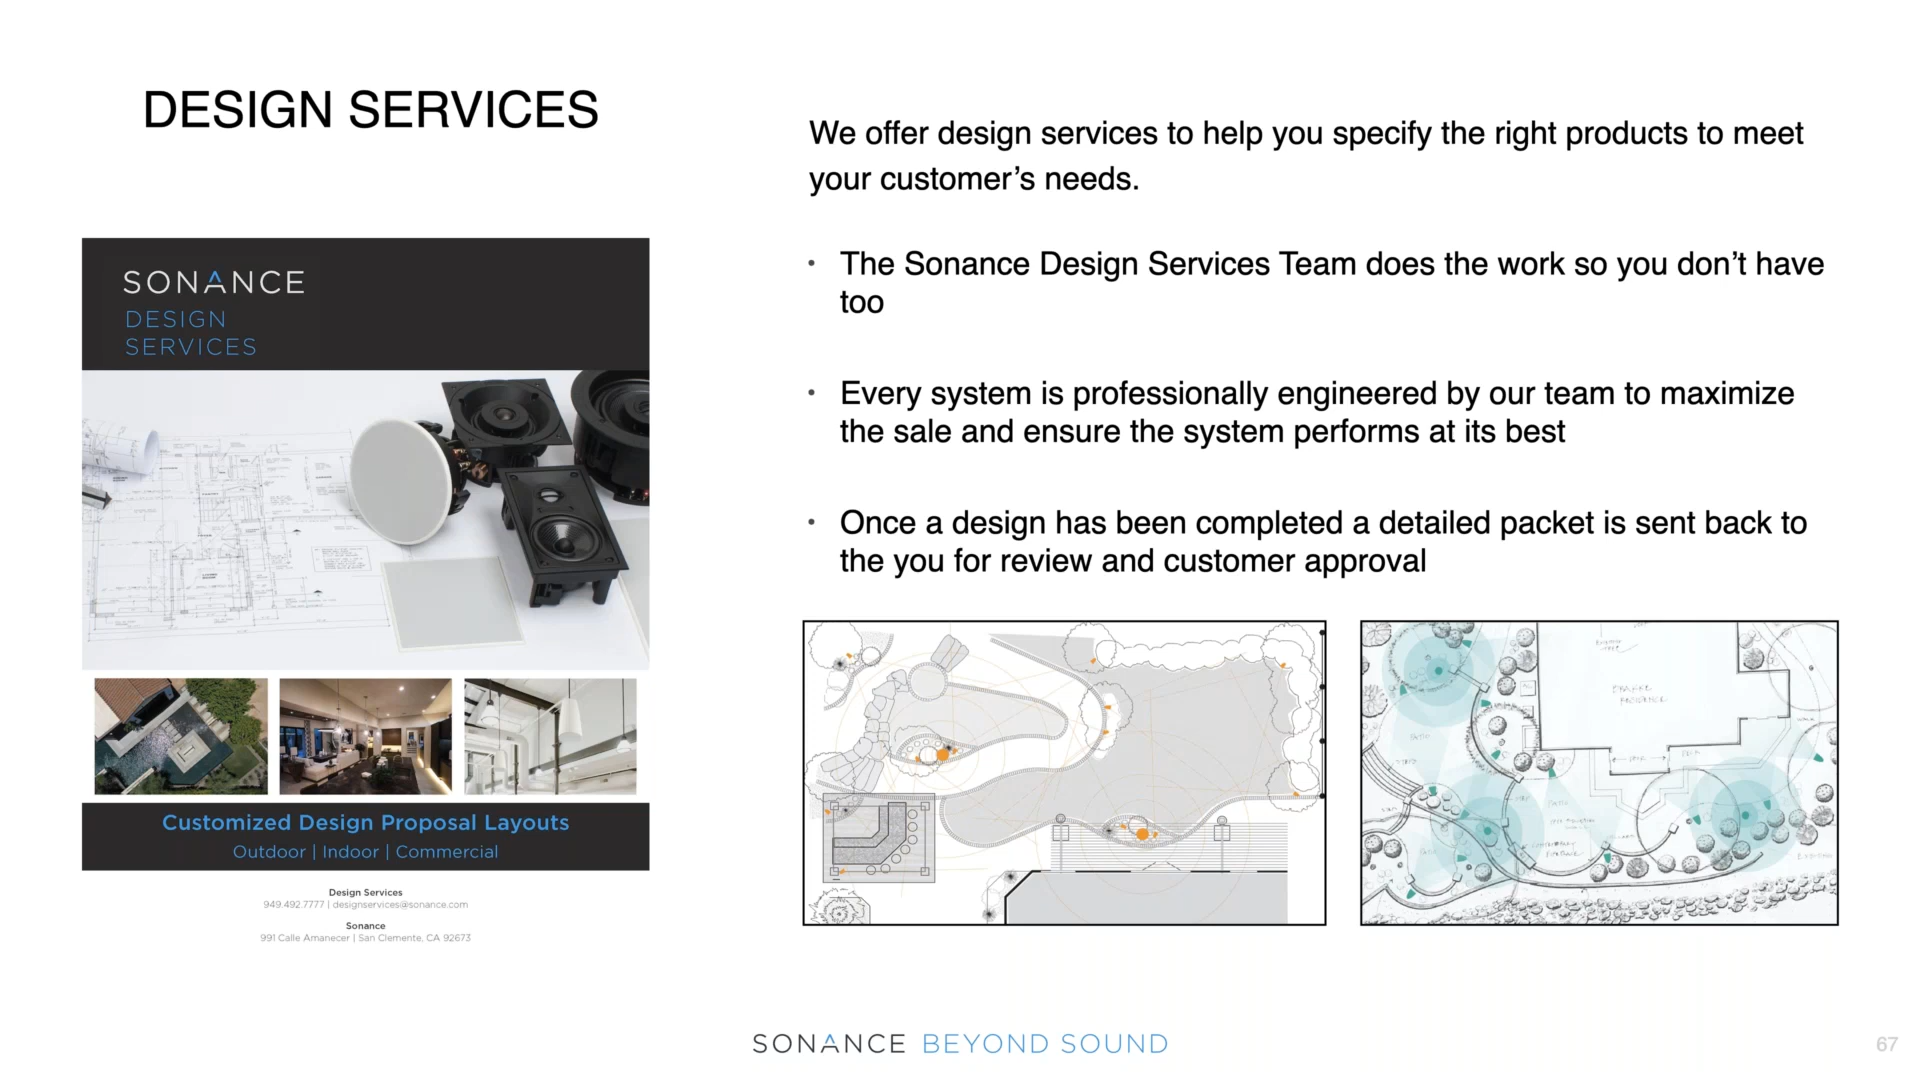 DESIGN SERVICES
SONANCE
DESIGN
SERVICES
Customized Design Proposal Layouts
Outdoor | Indoor | Commercial
Design Services
949.492.7777 | designservices@sonance.com
Sonance
991 Calle Amanecer | San Clemente, CA 92673
We offer design services to help you specify the right products to meet
your customer’s needs.
• The Sonance Design Services Team does the work so you don’t have
too
• Every system is professionally engineered by our team to maximize
the sale and ensure the system performs at its best
• Once a design has been completed a detailed packet is sent back to
the you for review and customer approval
SONANCE BEYOND SOUND
67